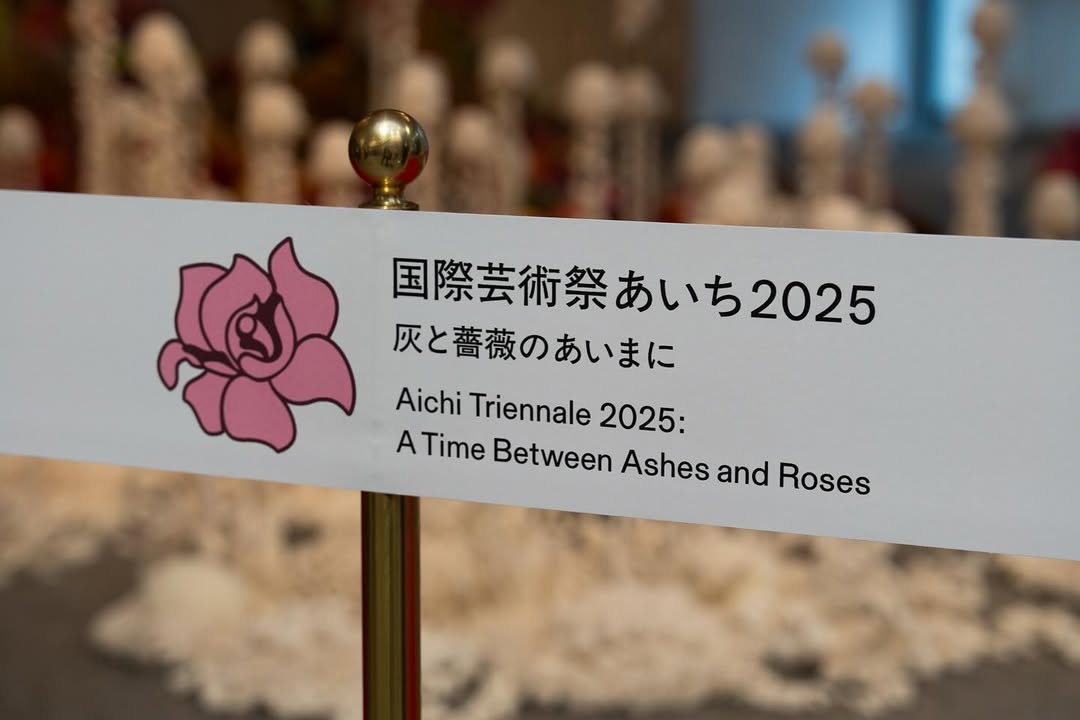 国際芸術祭あいち2025
灰と薔薇のあいまに
Aichi Triennale 2025:
A Time Between Ashes and Roses